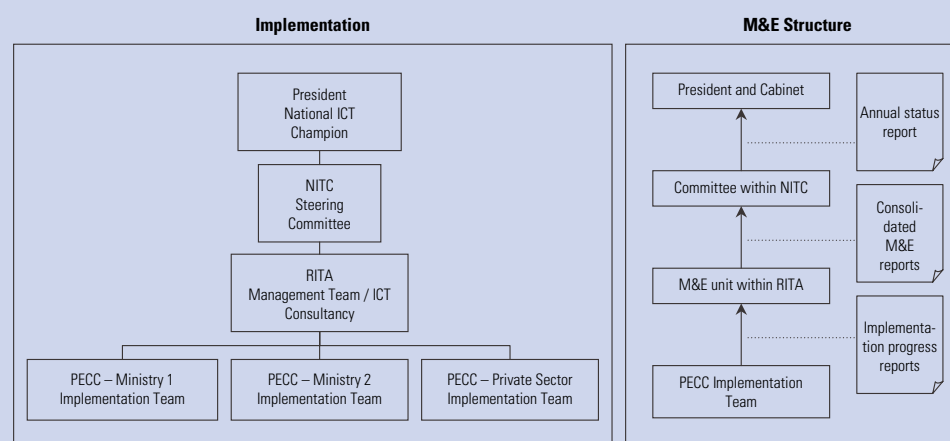 Implementation
President
National ICT
Champion
NITC
Steering
Committee
RITA
Management Team / ICT
Consultancy
PECC – Ministry 1
Implementation Team
PECC – Ministry 2
Implementation Team
PECC – Private Sector
Implementation Team
M&E Structure
President and Cabinet
Annual status
report
Committee within NITC
Consoli-
dated
M&E
reports
M&E unit within RITA
Implementa-
tion progress
reports
PECC Implementation
Team